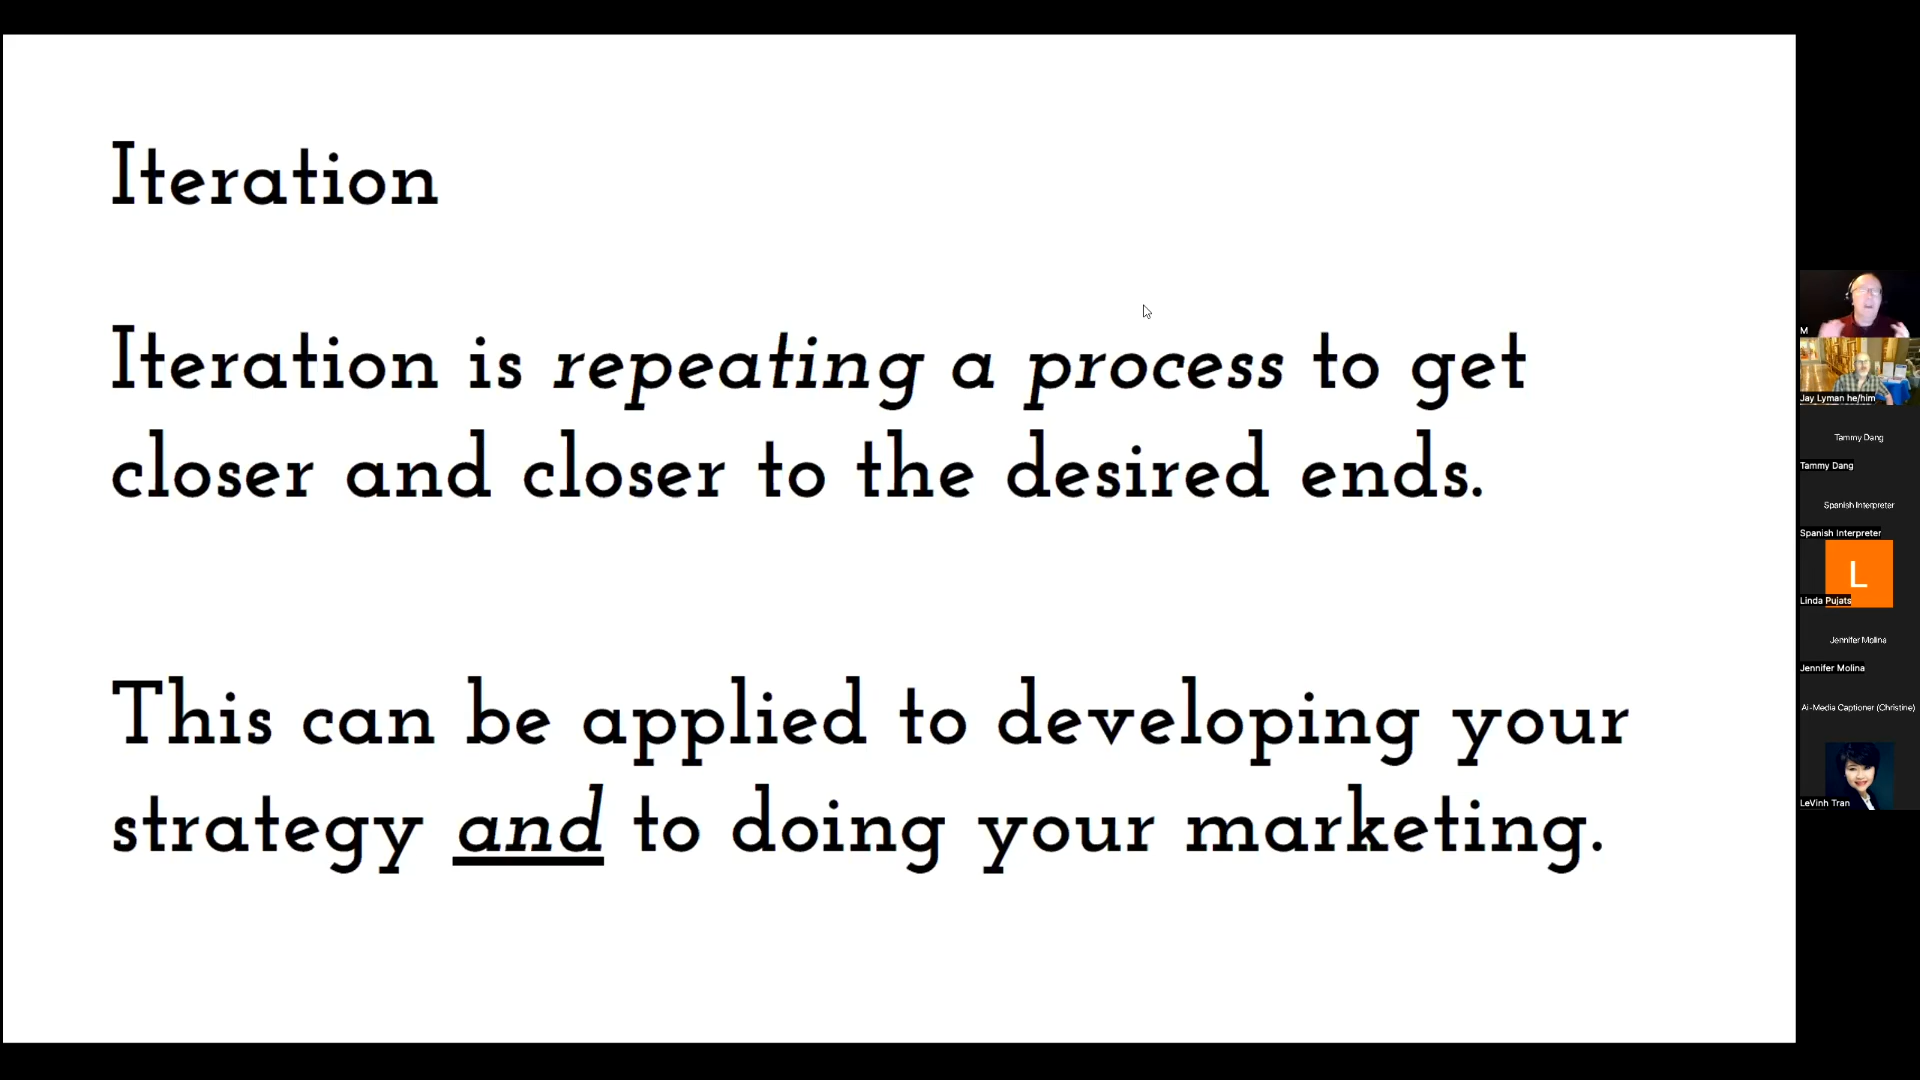 Iteration
Iteration is repeating a process to get
closer and closer to the desired ends.
This can be applied to developing your
strategy and to doing your marketing.
M
Jay Lyman he/him
Tammy Dang
Tammy Dang
Spanish Interpreter
Spanish Interpreter
L
Linda Pujats
Jennifer Molina
Jennifer Molina
Ai-Media Captioner (Christine)
LeVinh Tran